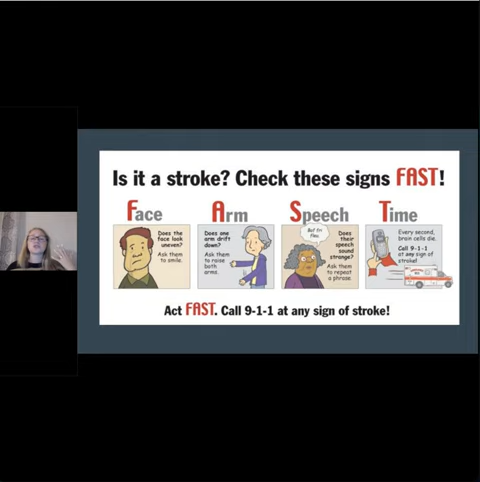 Is it a stroke? Check these signs FAST!
Face
Arm
Speech
Time
Does the
face look
uneven?
Ask them
to smile.
Does one
arm drift
down?
Ask them
to raise
both
arms.
But I'm
fine.
Does
their
speech
sound
strange?
Ask them
to repeat
a phrase.
Every second,
brain cells die.
Call 9-1-1
at any sign of
stroke!
Act FAST. Call 9-1-1 at any sign of stroke!